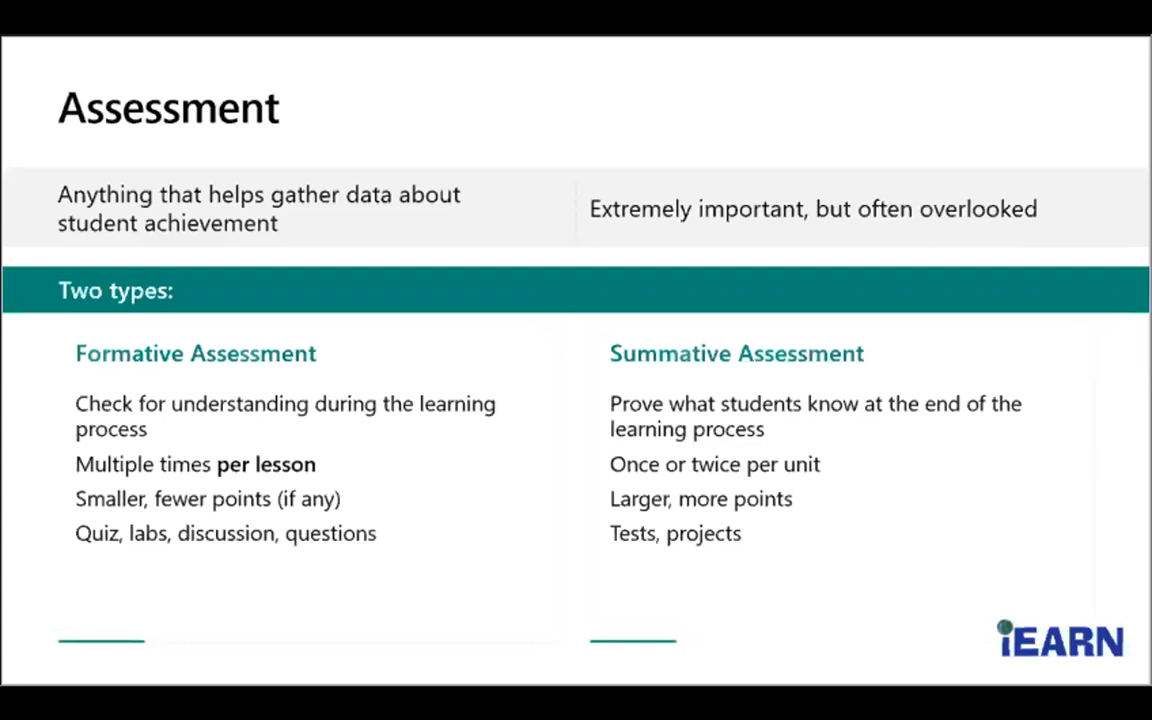 Assessment
Anything that helps gather data about
student achievement
Extremely important, but often overlooked
Two types:
Formative Assessment
Check for understanding during the learning
process
Multiple times per lesson
Smaller, fewer points (if any)
Quiz, labs, discussion, questions
Summative Assessment
Prove what students know at the end of the
learning process
Once or twice per unit
Larger, more points
Tests, projects
iEARN